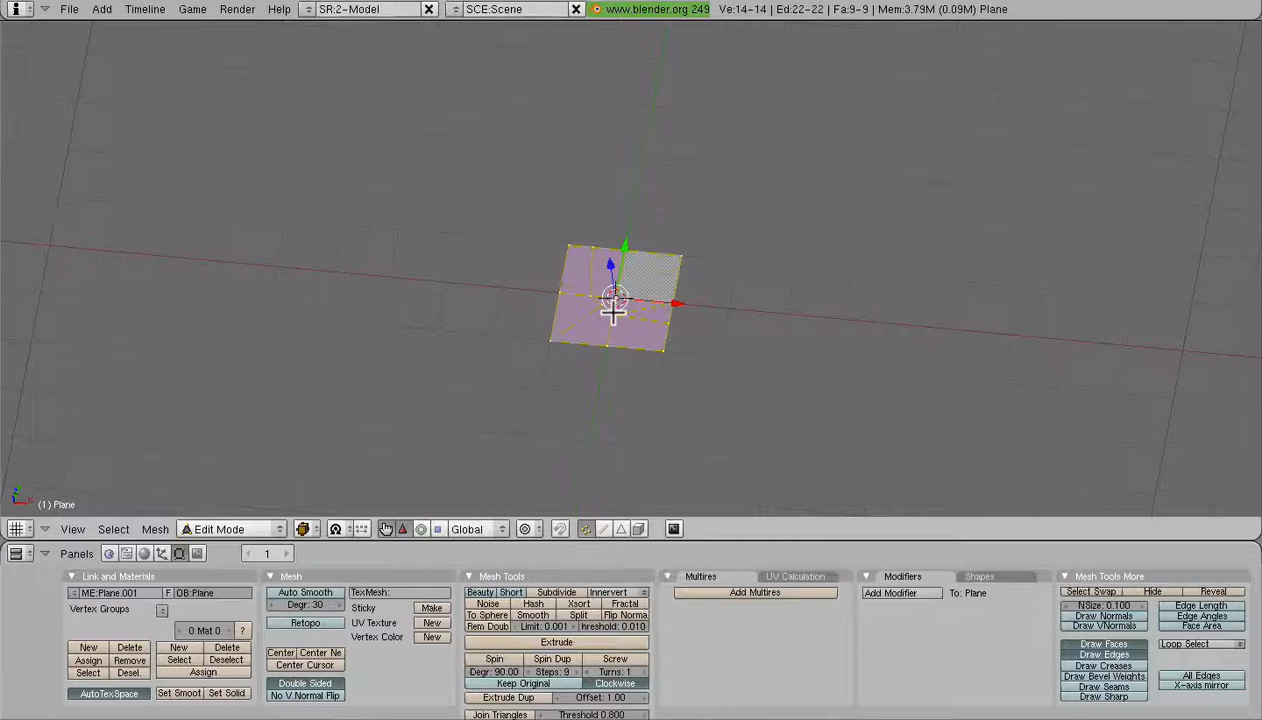 File Add Timeline Game Render Help SR:2-Model SCE:Scene www.blender.org 249 Ve:14-14 | Ed:22-22 | Fa:9-9 | Mem:3.79M (0.09M) Plane
(1) Plane
View Select Mesh Edit Mode Global
Panels 1
Link and Materials Mesh Mesh Tools Multires UV Calculation Modifiers Shapes Mesh Tools More
ME:Plane.001 F OB:Plane
Vertex Groups
0 Mat 0 ?
New Delete New Delete
Assign Remove Select Deselect
Select Desel. Assign
AutoTexSpace Set Smoot Set Solid
Auto Smooth TexMesh:
Degr: 30 Sticky Make
Retopo UV Texture New
Vertex Color New
Center Center Ne
Center Cursor
Double Sided
No V.Normal Flip
Beauty Short Subdivide Innervert
Noise Hash Xsort Fractal
To Sphere Smooth Split Flip Norma
Rem Doub Limit: 0.001 hreshold: 0.010
Extrude
Spin Spin Dup Screw
Degr: 90.00 Steps: 9 Turns: 1
Keep Original Clockwise
Extrude Dup Offset: 1.00
Join Triangles Threshold 0.800
Add Multires
Add Modifier To: Plane
Select Swap Hide Reveal
NSize: 0.100 Edge Length
Draw Normals Edge Angles
Draw VNormals Face Area
Draw Faces Loop Select
Draw Edges
Draw Creases
Draw Bevel Weights All Edges
Draw Seams X-axis mirror
Draw Sharp